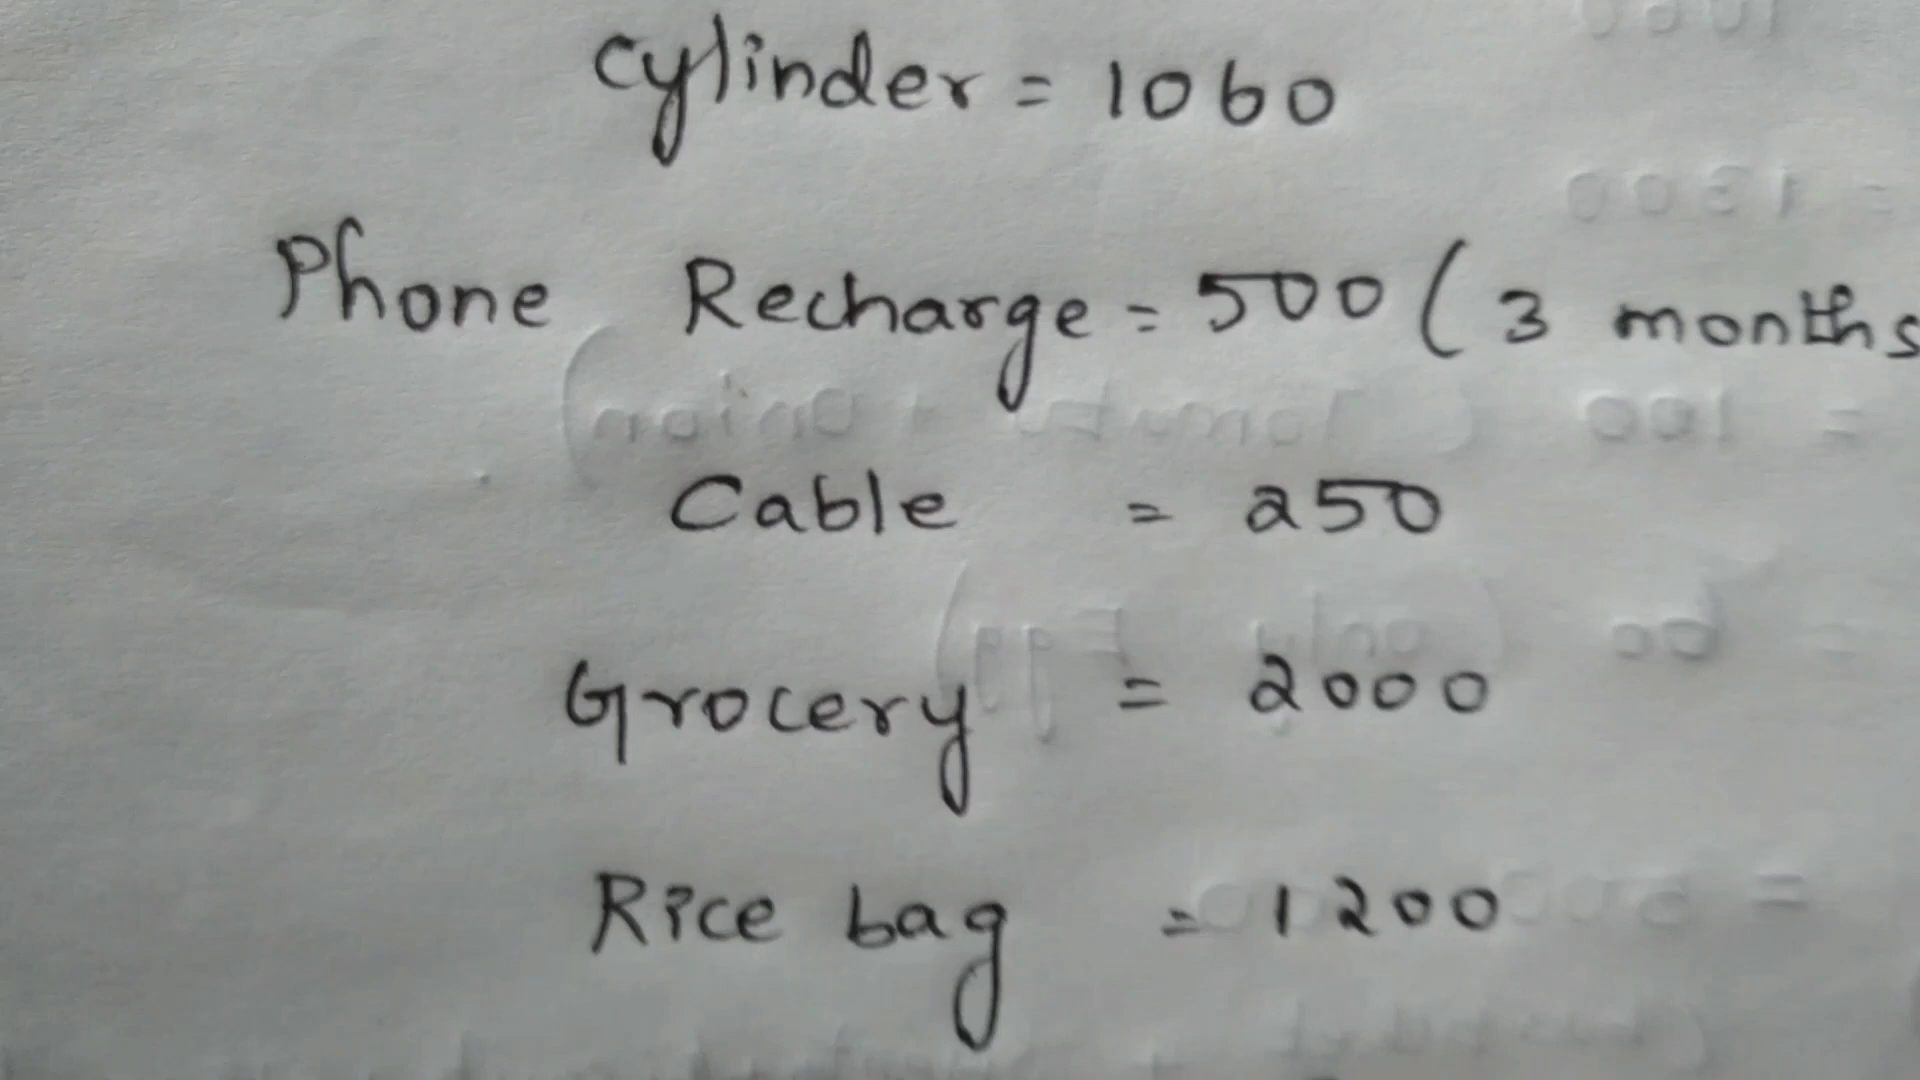 Cylinder = 1060
Phone Recharge = 500 ( 3 months
Cable = 250
Grocery = 2000
Rice bag = 1200